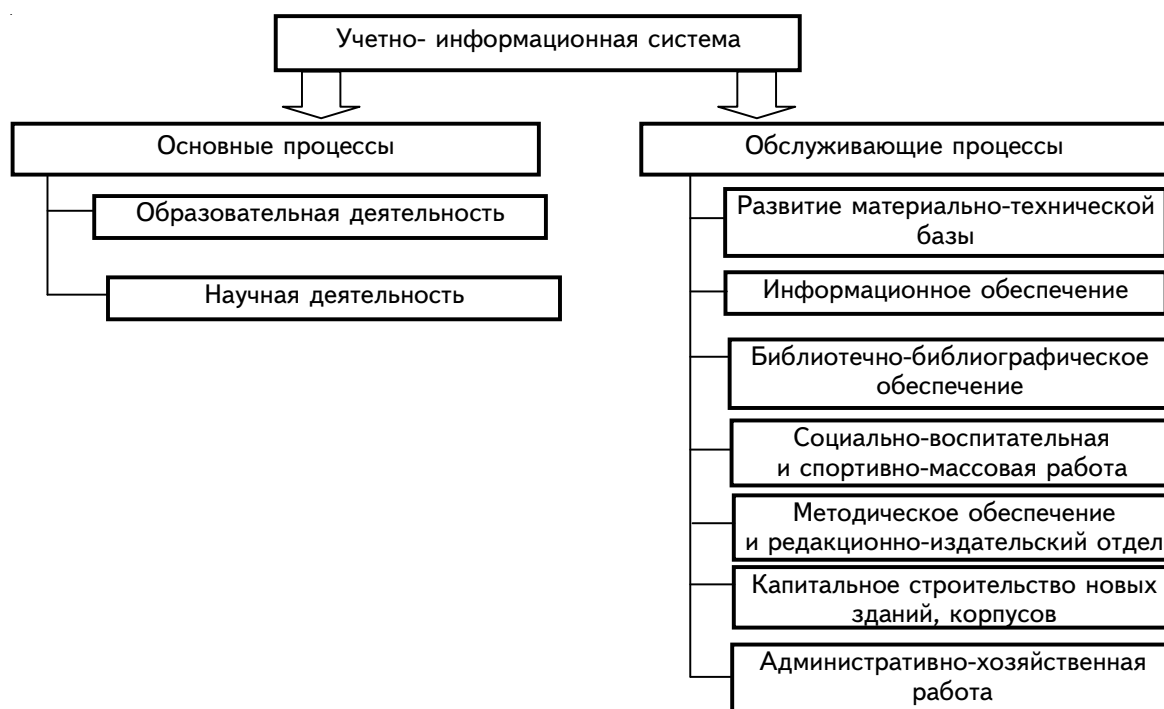 Учетно- информационная система
Основные процессы
Образовательная деятельность
Научная деятельность
Обслуживающие процессы
Развитие материально-технической
базы
Информационное обеспечение
Библиотечно-библиографическое
обеспечение
Социально-воспитательная
и спортивно-массовая работа
Методическое обеспечение
и редакционно-издательский отдел
Капитальное строительство новых
зданий, корпусов
Административно-хозяйственная
работа